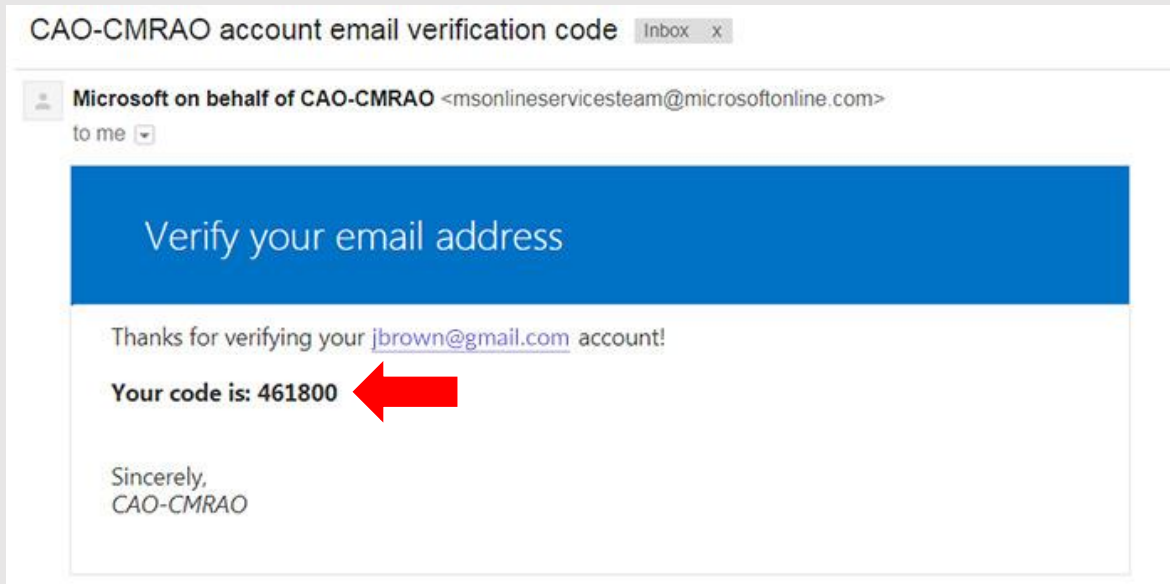 CAO-CMRAO account email verification code Inbox x
Microsoft on behalf of CAO-CMRAO <msonlineservicesteam@microsoftonline.com>
to me
Verify your email address
Thanks for verifying your jbrown@gmail.com account!
Your code is: 461800
Sincerely,
CAO-CMRAO